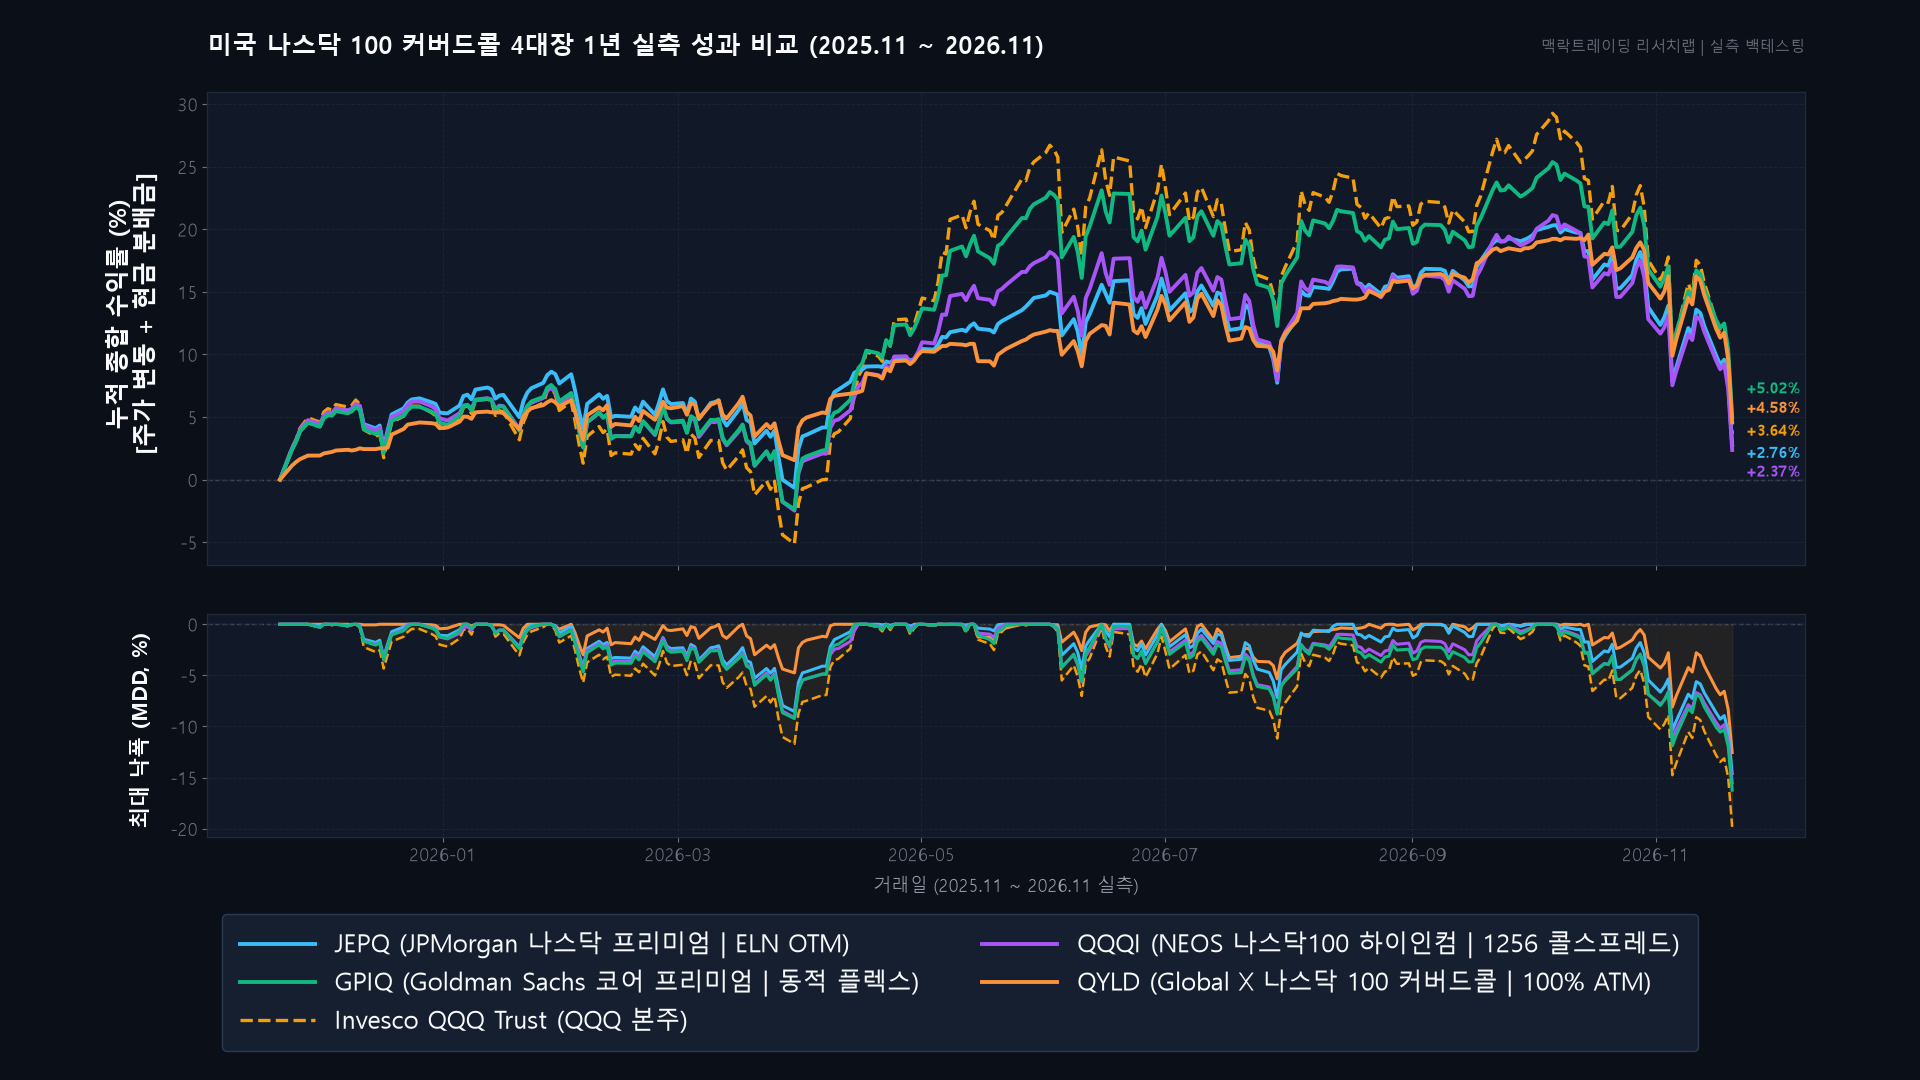 미국 나스닥 100 커버드콜 4대장 1년 실측 성과 비교 (2025.11 ~ 2026.11)
맥락트레이딩 리서치랩 | 실측 백테스팅
누적 종합 수익률 (%)
[주가 변동 + 현금 분배금]
30
25
20
15
10
5
0
-5
+5.02%
+4.58%
+3.64%
+2.76%
+2.37%
최대 낙폭 (MDD, %)
0
-5
-10
-15
-20
2026-01
2026-03
2026-05
2026-07
2026-09
2026-11
거래일 (2025.11 ~ 2026.11 실측)
JEPQ (JPMorgan 나스닥 프리미엄 | ELN OTM)
GPIQ (Goldman Sachs 코어 프리미엄 | 동적 플렉스)
Invesco QQQ Trust (QQQ 본주)
QQQI (NEOS 나스닥100 하이인컴 | 1256 콜스프레드)
QYLD (Global X 나스닥 100 커버드콜 | 100% ATM)